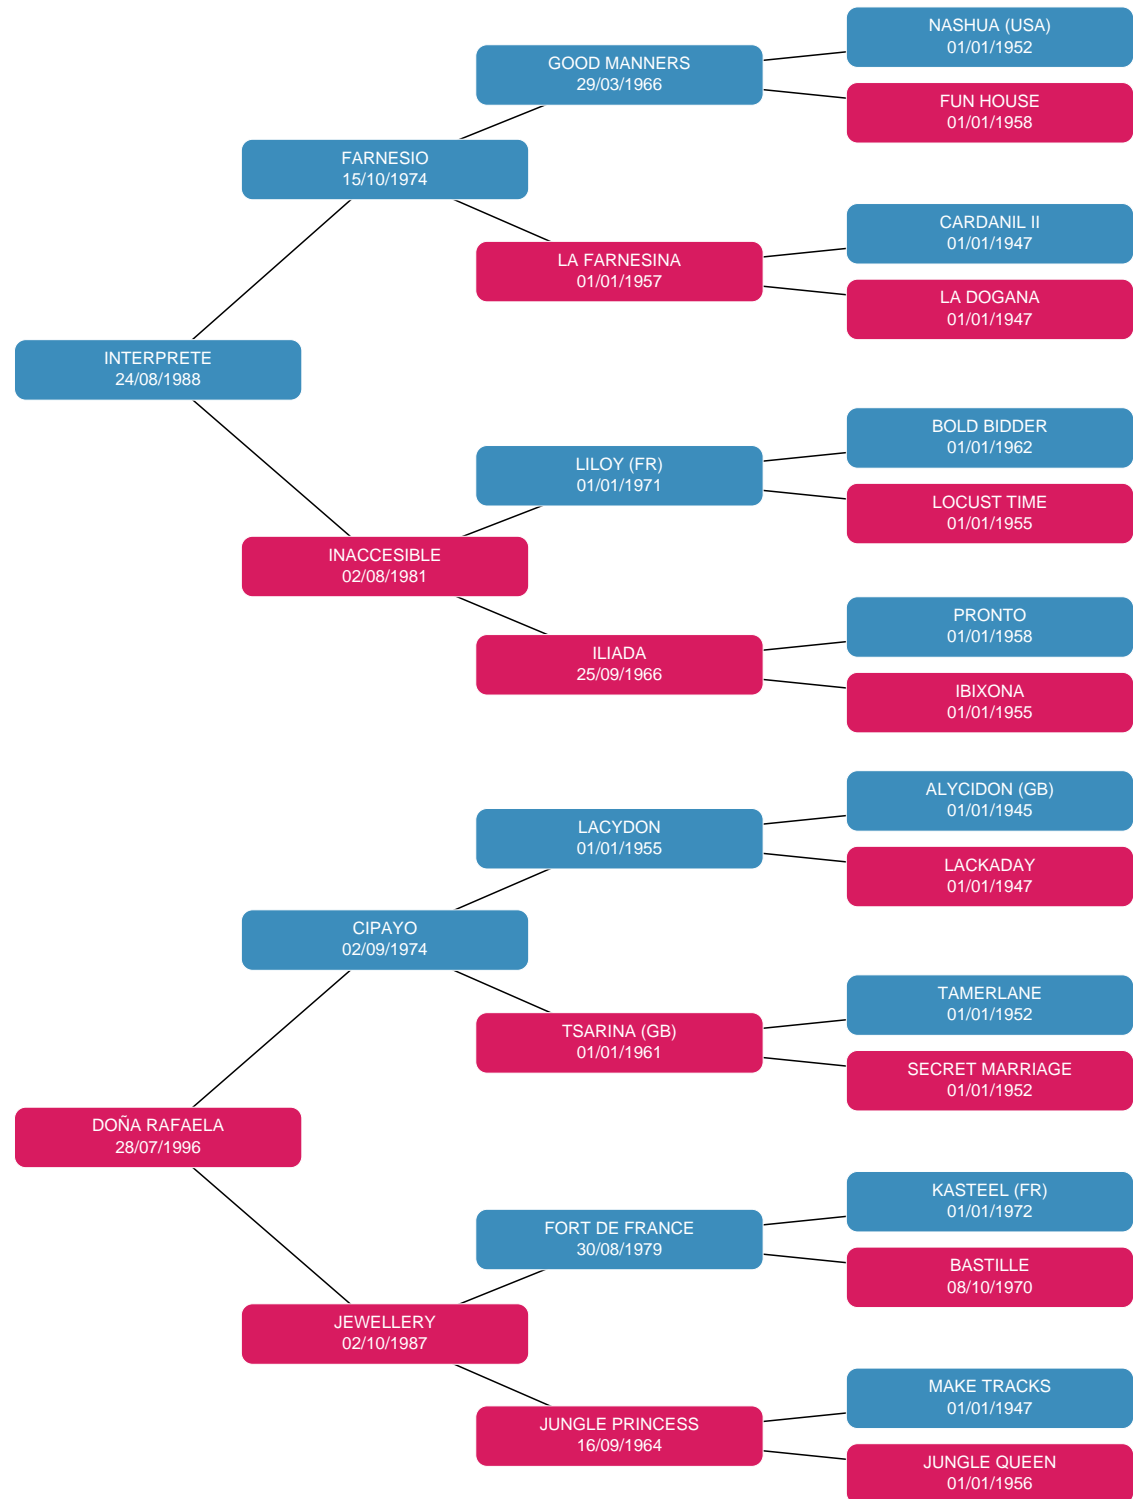 NASHUA (USA)
01/01/1952
GOOD MANNERS
29/03/1966
FUN HOUSE
01/01/1958
FARNESIO
15/10/1974
CARDANIL II
01/01/1947
LA FARNESINA
01/01/1957
LA DOGANA
01/01/1947
INTERPRETE
24/08/1988
BOLD BIDDER
01/01/1962
LILOY (FR)
01/01/1971
LOCUST TIME
01/01/1955
INACCESIBLE
02/08/1981
PRONTO
01/01/1958
ILIADA
25/09/1966
IBIXONA
01/01/1955
ALYCIDON (GB)
01/01/1945
LACYDON
01/01/1955
LACKADAY
01/01/1947
CIPAYO
02/09/1974
TAMERLANE
01/01/1952
TSARINA (GB)
01/01/1961
SECRET MARRIAGE
01/01/1952
DOÑA RAFAELA
28/07/1996
KASTEEL (FR)
01/01/1972
FORT DE FRANCE
30/08/1979
BASTILLE
08/10/1970
JEWELLERY
02/10/1987
MAKE TRACKS
01/01/1947
JUNGLE PRINCESS
16/09/1964
JUNGLE QUEEN
01/01/1956